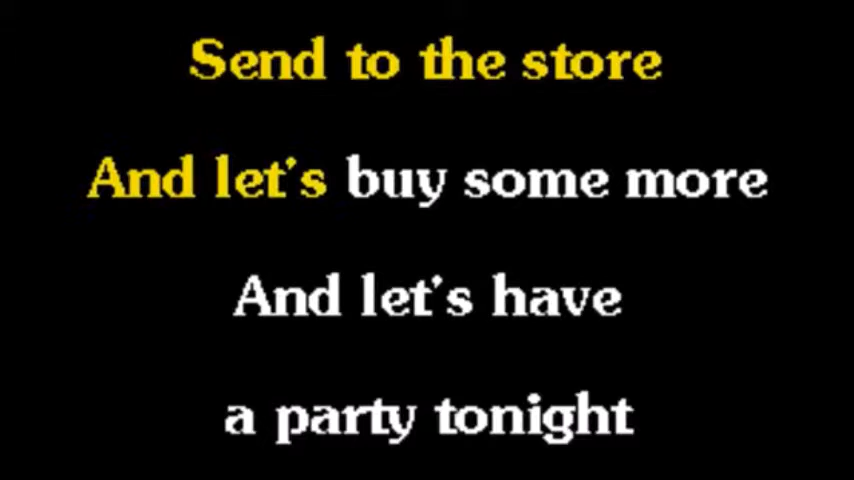 Send to the store
And let's buy some more
And let's have
a party tonight